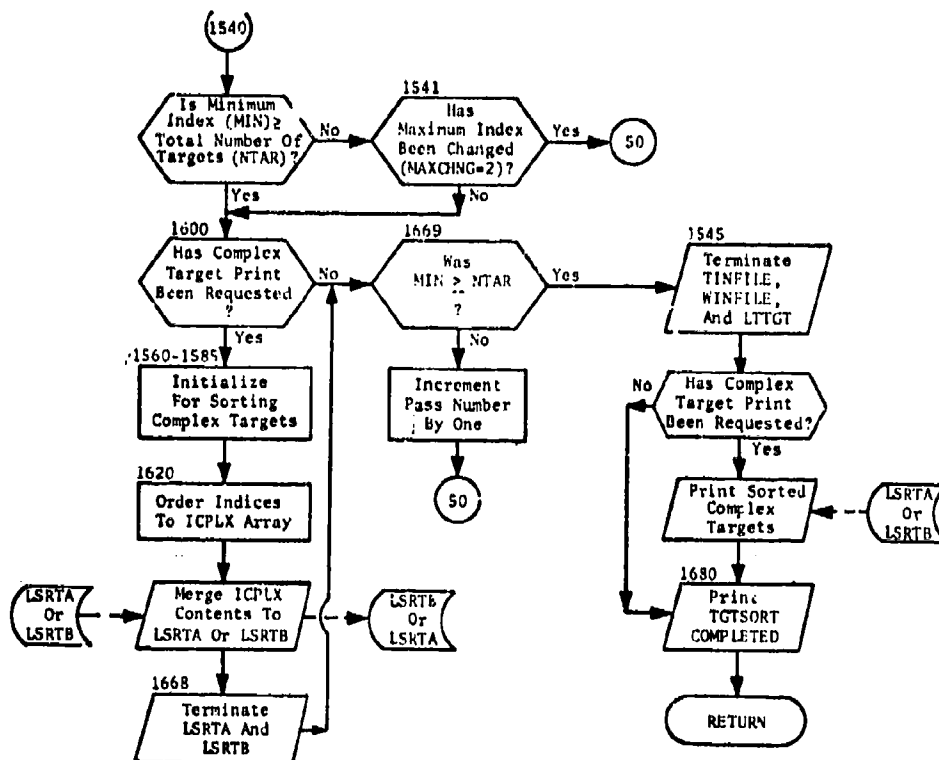 1540
Is Minimum
Index (MIN)≥
Total Number Of
Targets (NTAR)?
No
Yes
1541
Has
Maximum Index
Been Changed
(MAXCHNG=2)?
Yes
50
No
1600
Has Complex
Target Print
Been Requested
?
No
Yes
1669
Was
MIN ≥ NTAR
?
Yes
No
1545
Terminate
TINFILE,
WINFILE,
And LTTGT
1560-1585
Initialize
For Sorting
Complex Targets
Increment
Pass Number
By One
50
No
Has Complex
Target Print
Been Requested?
Yes
1620
Order Indices
To ICPLX Array
Print Sorted
Complex
Targets
LSRTA
Or
LSRTB
LSRTA
Or
LSRTB
Merge ICPLX
Contents To
LSRTA Or LSRTB
LSRTB
Or
LSRTA
1680
Print
TGTSORT
COMPLETED
1668
Terminate
LSRTA And
LSRTB
RETURN